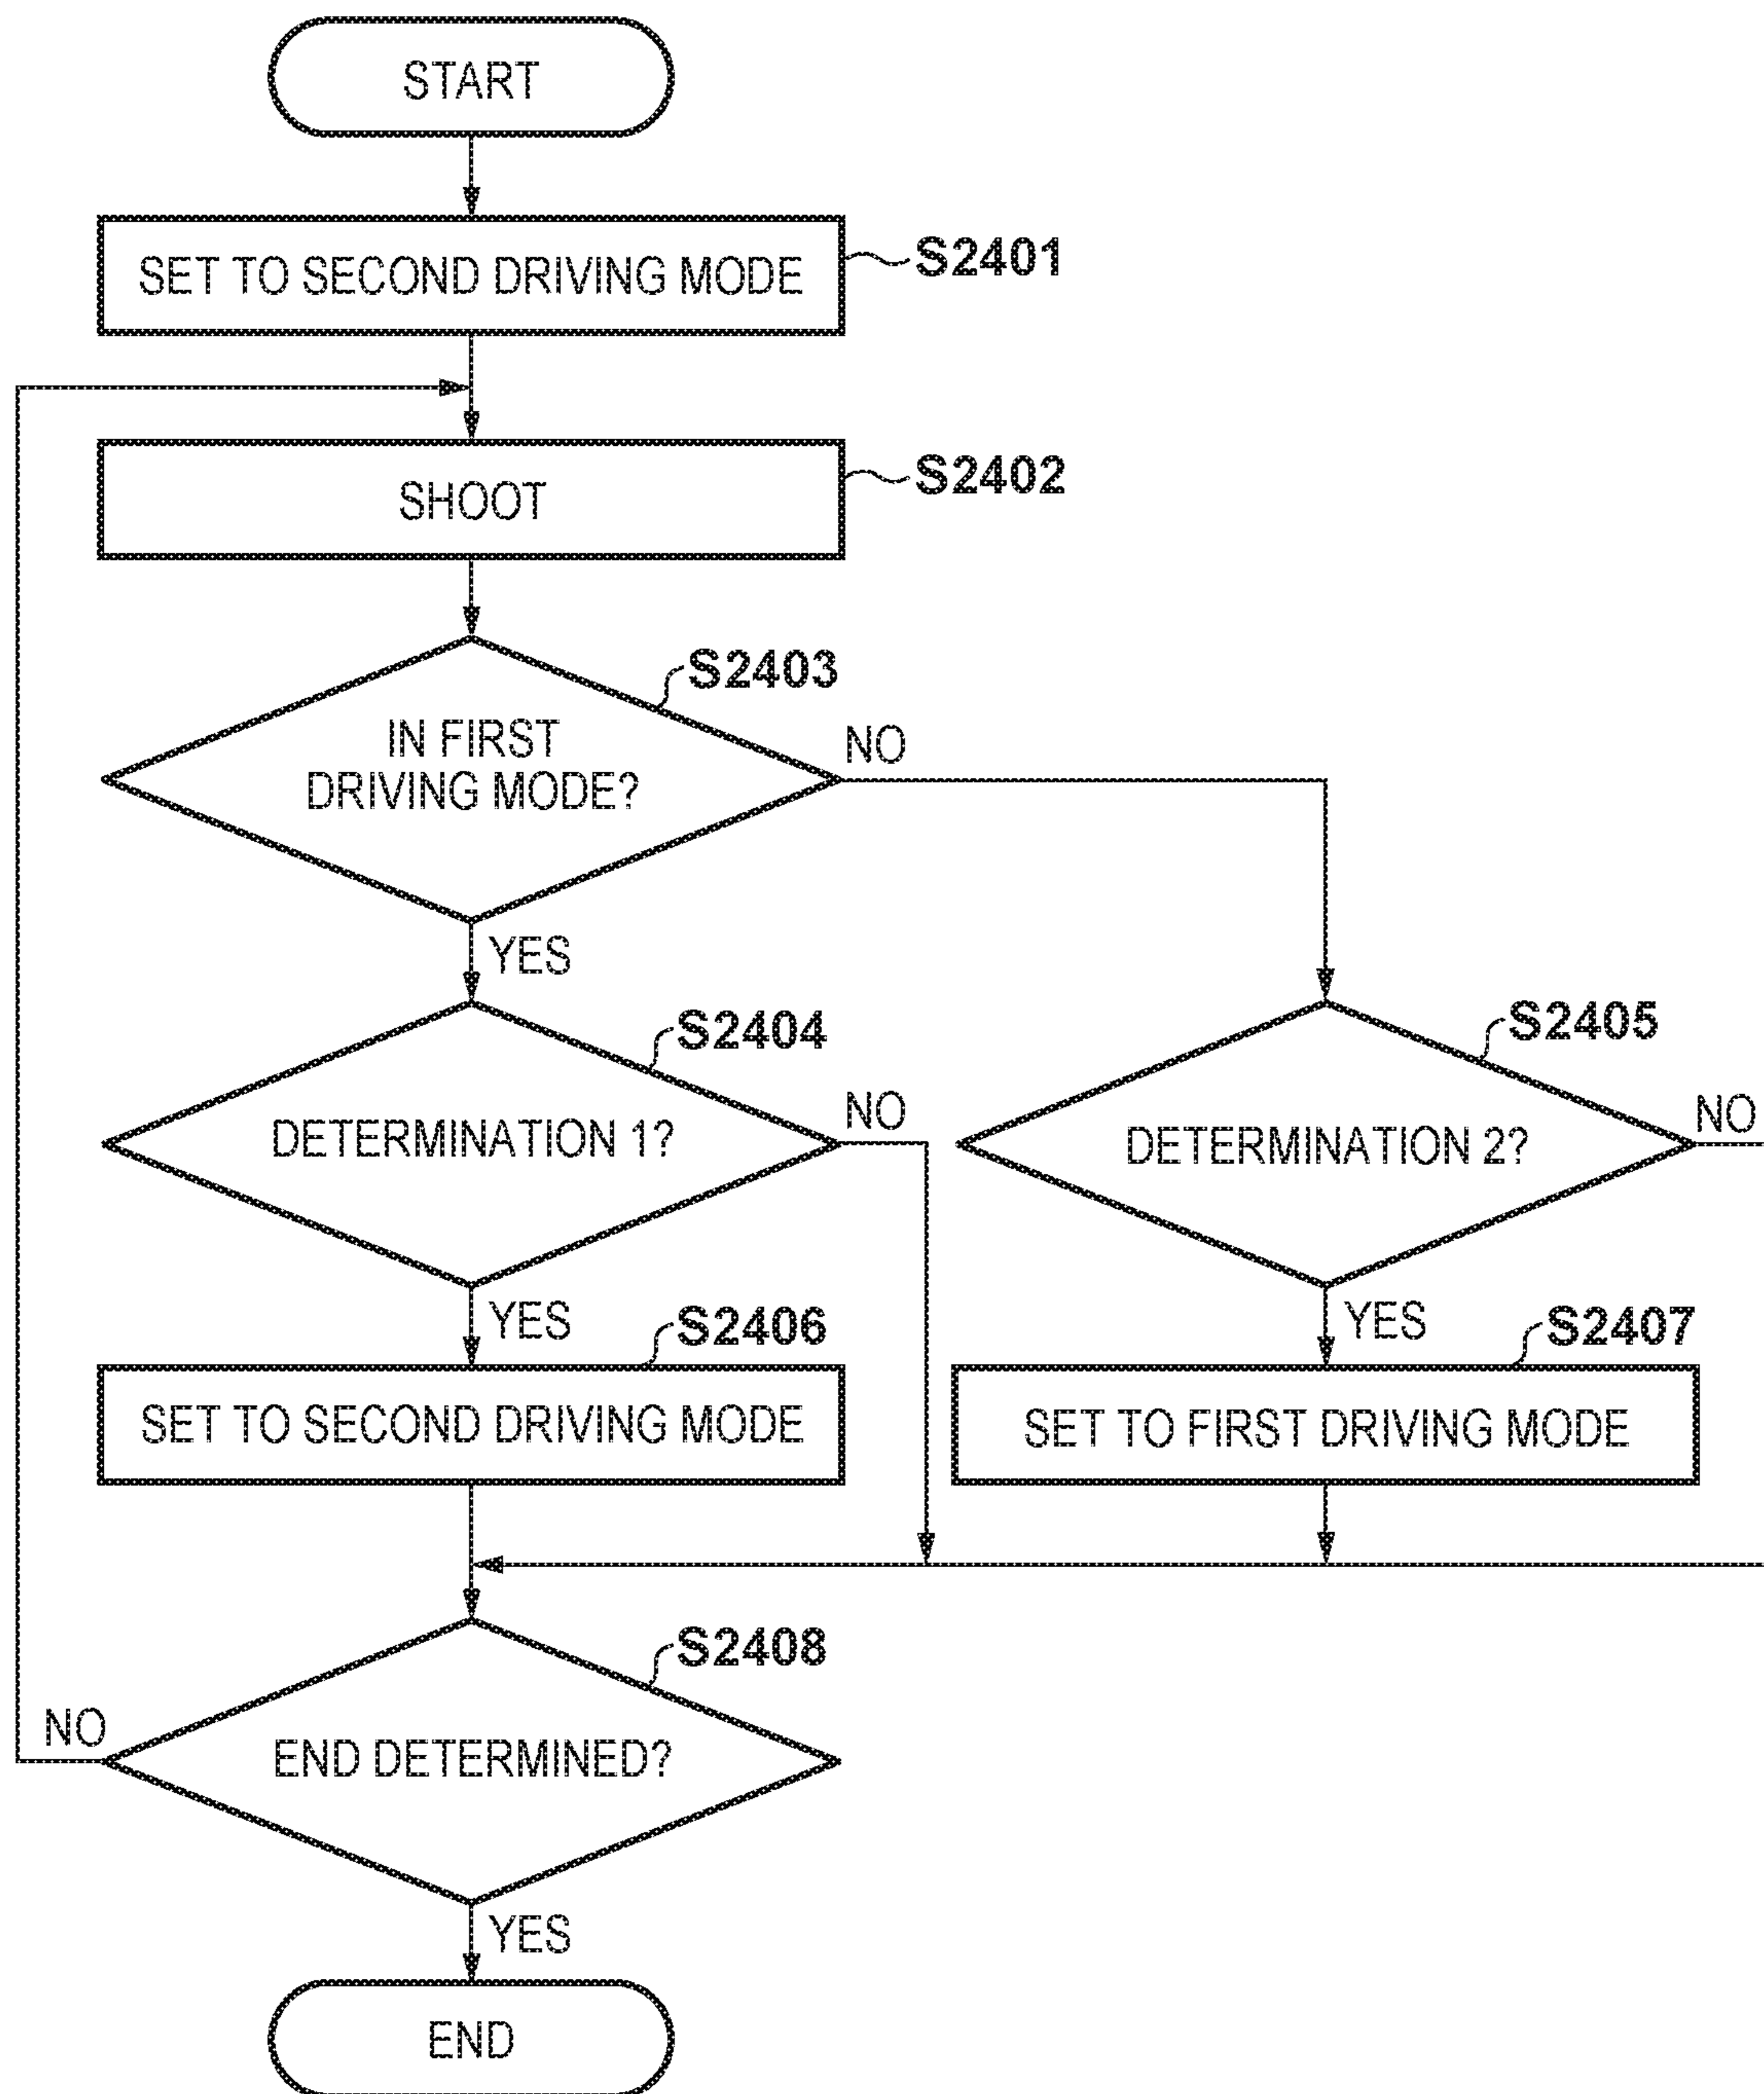 START
SET TO SECOND DRIVING MODE
S2401
SHOOT
S2402
S2403
IN FIRST
DRIVING MODE?
NO
YES
S2404
DETERMINATION 1?
NO
S2405
DETERMINATION 2?
NO
YES
S2406
SET TO SECOND DRIVING MODE
YES
S2407
SET TO FIRST DRIVING MODE
S2408
END DETERMINED?
NO
YES
END